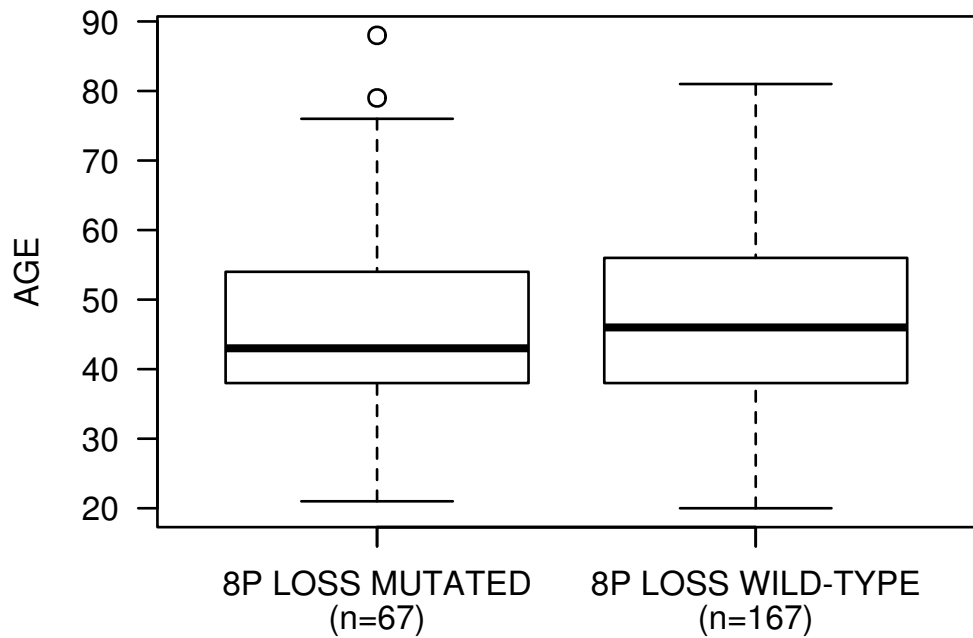 90
80
70
60
50
40
30
20
AGE
8P LOSS MUTATED
(n=67)
8P LOSS WILD-TYPE
(n=167)